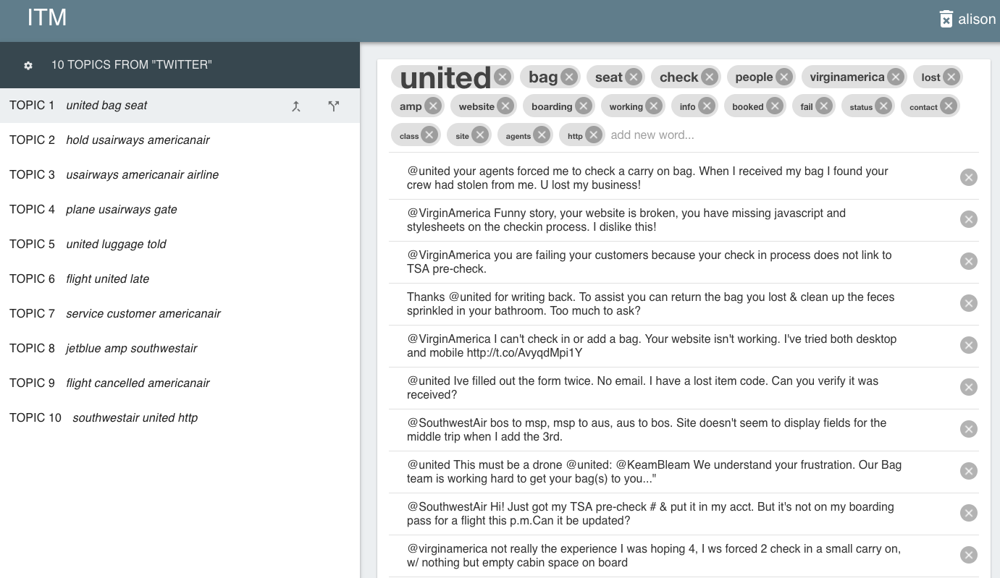 ITM
alison
10 TOPICS FROM "TWITTER"
TOPIC 1 united bag seat
TOPIC 2 hold usairways americanair
TOPIC 3 usairways americanair airline
TOPIC 4 plane usairways gate
TOPIC 5 united luggage told
TOPIC 6 flight united late
TOPIC 7 service customer americanair
TOPIC 8 jetblue amp southwestair
TOPIC 9 flight cancelled americanair
TOPIC 10 southwestair united http
united bag seat check people virginamerica lost
amp website boarding working info booked fail status contact
class site agents http add new word...
@united your agents forced me to check a carry on bag. When I received my bag I found your
crew had stolen from me. U lost my business!
@VirginAmerica Funny story, your website is broken, you have missing javascript and
stylesheets on the checkin process. I dislike this!
@VirginAmerica you are failing your customers because your check in process does not link to
TSA pre-check.
Thanks @united for writing back. To assist you can return the bag you lost & clean up the feces
sprinkled in your bathroom. Too much to ask?
@VirginAmerica I can't check in or add a bag. Your website isn't working. I've tried both desktop
and mobile http://t.co/AvyqdMpi1Y
@united Ive filled out the form twice. No email. I have a lost item code. Can you verify it was
received?
@SouthwestAir bos to msp, msp to aus, aus to bos. Site doesn't seem to display fields for the
middle trip when I add the 3rd.
@united This must be a drone @united: @KeamBleam We understand your frustration. Our Bag
team is working hard to get your bag(s) to you..."
@SouthwestAir Hi! Just got my TSA pre-check # & put it in my acct. But it's not on my boarding
pass for a flight this p.m.Can it be updated?
@virginamerica not really the experience I was hoping 4, I ws forced 2 check in a small carry on,
w/ nothing but empty cabin space on board